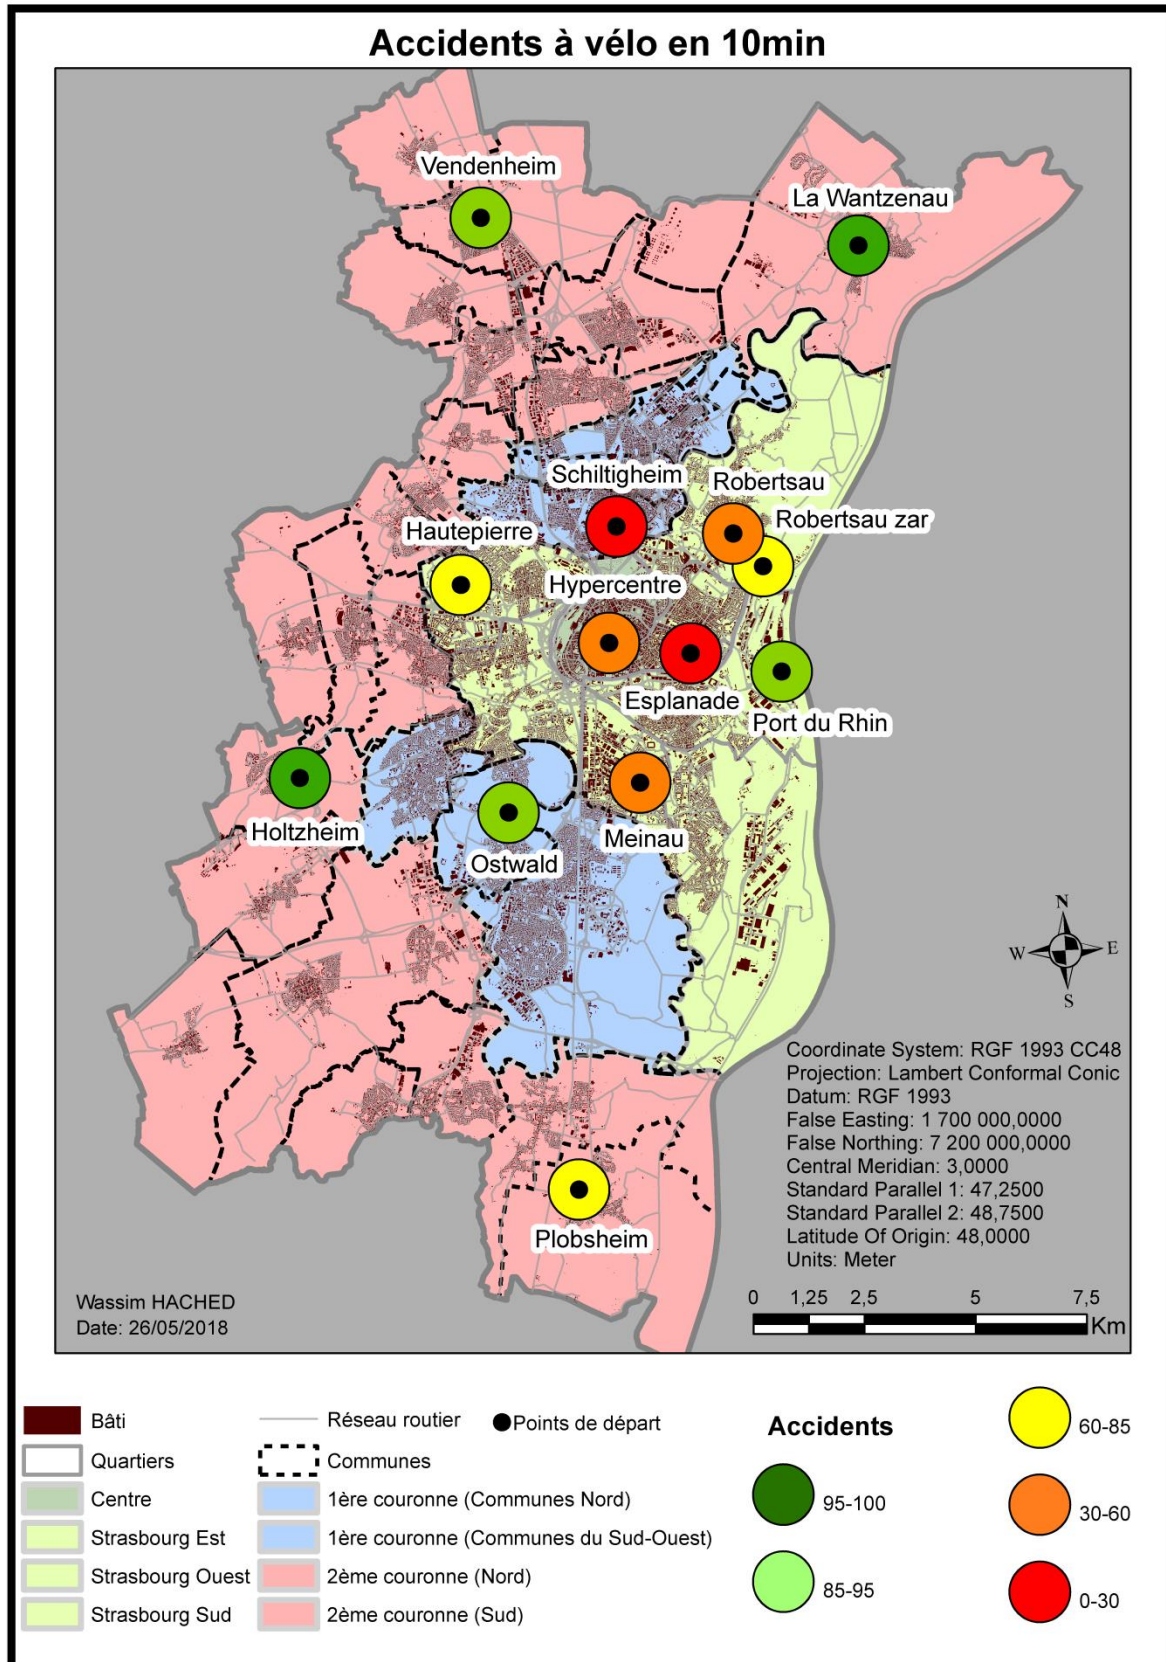 Accidents à vélo en 10min
Vendenheim
La Wantzenau
Schiltigheim
Robertsau
Robertsau zar
Hautepierre
Hypercentre
Esplanade
Port du Rhin
Holtzheim
Ostwald
Meinau
Plobsheim
N
W
E
S
Coordinate System: RGF 1993 CC48
Projection: Lambert Conformal Conic
Datum: RGF 1993
False Easting: 1 700 000,0000
False Northing: 7 200 000,0000
Central Meridian: 3,0000
Standard Parallel 1: 47,2500
Standard Parallel 2: 48,7500
Latitude Of Origin: 48,0000
Units: Meter
0 1,25 2,5 5 7,5
Km
Wassim HACHED
Date: 26/05/2018
Bâti
Quartiers
Centre
Strasbourg Est
Strasbourg Ouest
Strasbourg Sud
Réseau routier
Communes
1ère couronne (Communes Nord)
1ère couronne (Communes du Sud-Ouest)
2ème couronne (Nord)
2ème couronne (Sud)
Points de départ
Accidents
95-100
85-95
60-85
30-60
0-30